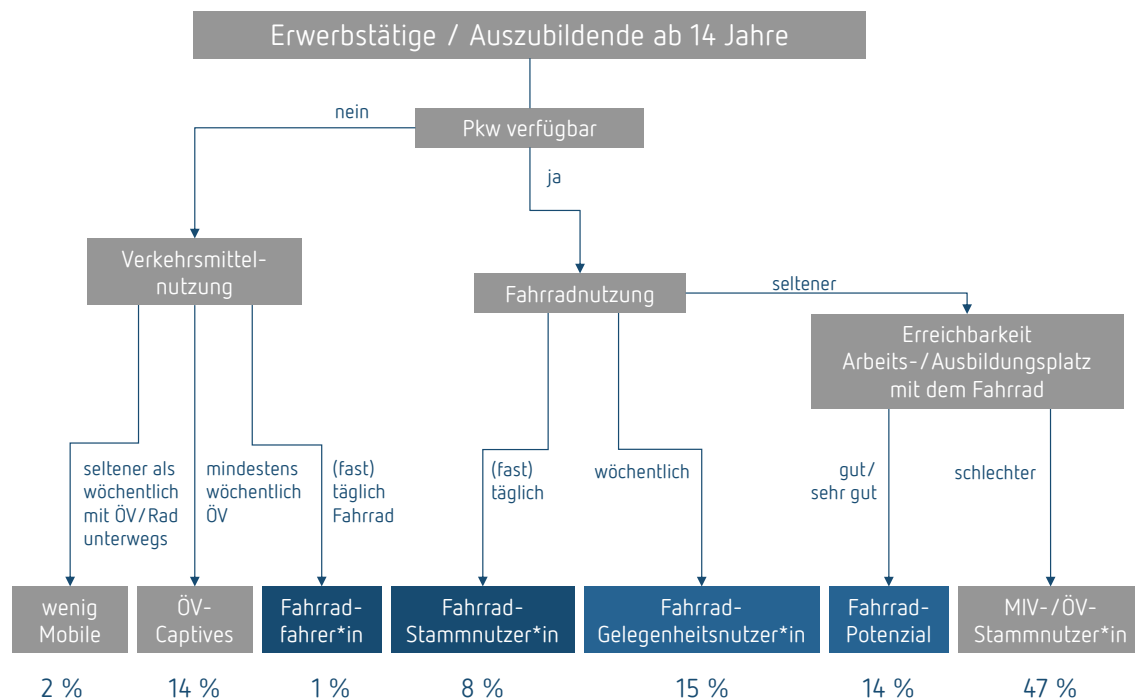 Erwerbstätige / Auszubildende ab 14 Jahre
nein
Pkw verfügbar
ja
Verkehrsmittel-
nutzung
Fahrradnutzung
seltener
Erreichbarkeit
Arbeits-/Ausbildungsplatz
mit dem Fahrrad
seltener als
wöchentlich
mit ÖV/Rad
unterwegs
mindestens
wöchentlich
ÖV
(fast)
täglich
Fahrrad
(fast)
täglich
wöchentlich
gut/
sehr gut
schlechter
wenig
Mobile
ÖV-
Captives
Fahrrad-
fahrer*in
Fahrrad-
Stammnutzer*in
Fahrrad-
Gelegenheitsnutzer*in
Fahrrad-
Potenzial
MIV-/ÖV-
Stammnutzer*in
2 %
14 %
1 %
8 %
15 %
14 %
47 %